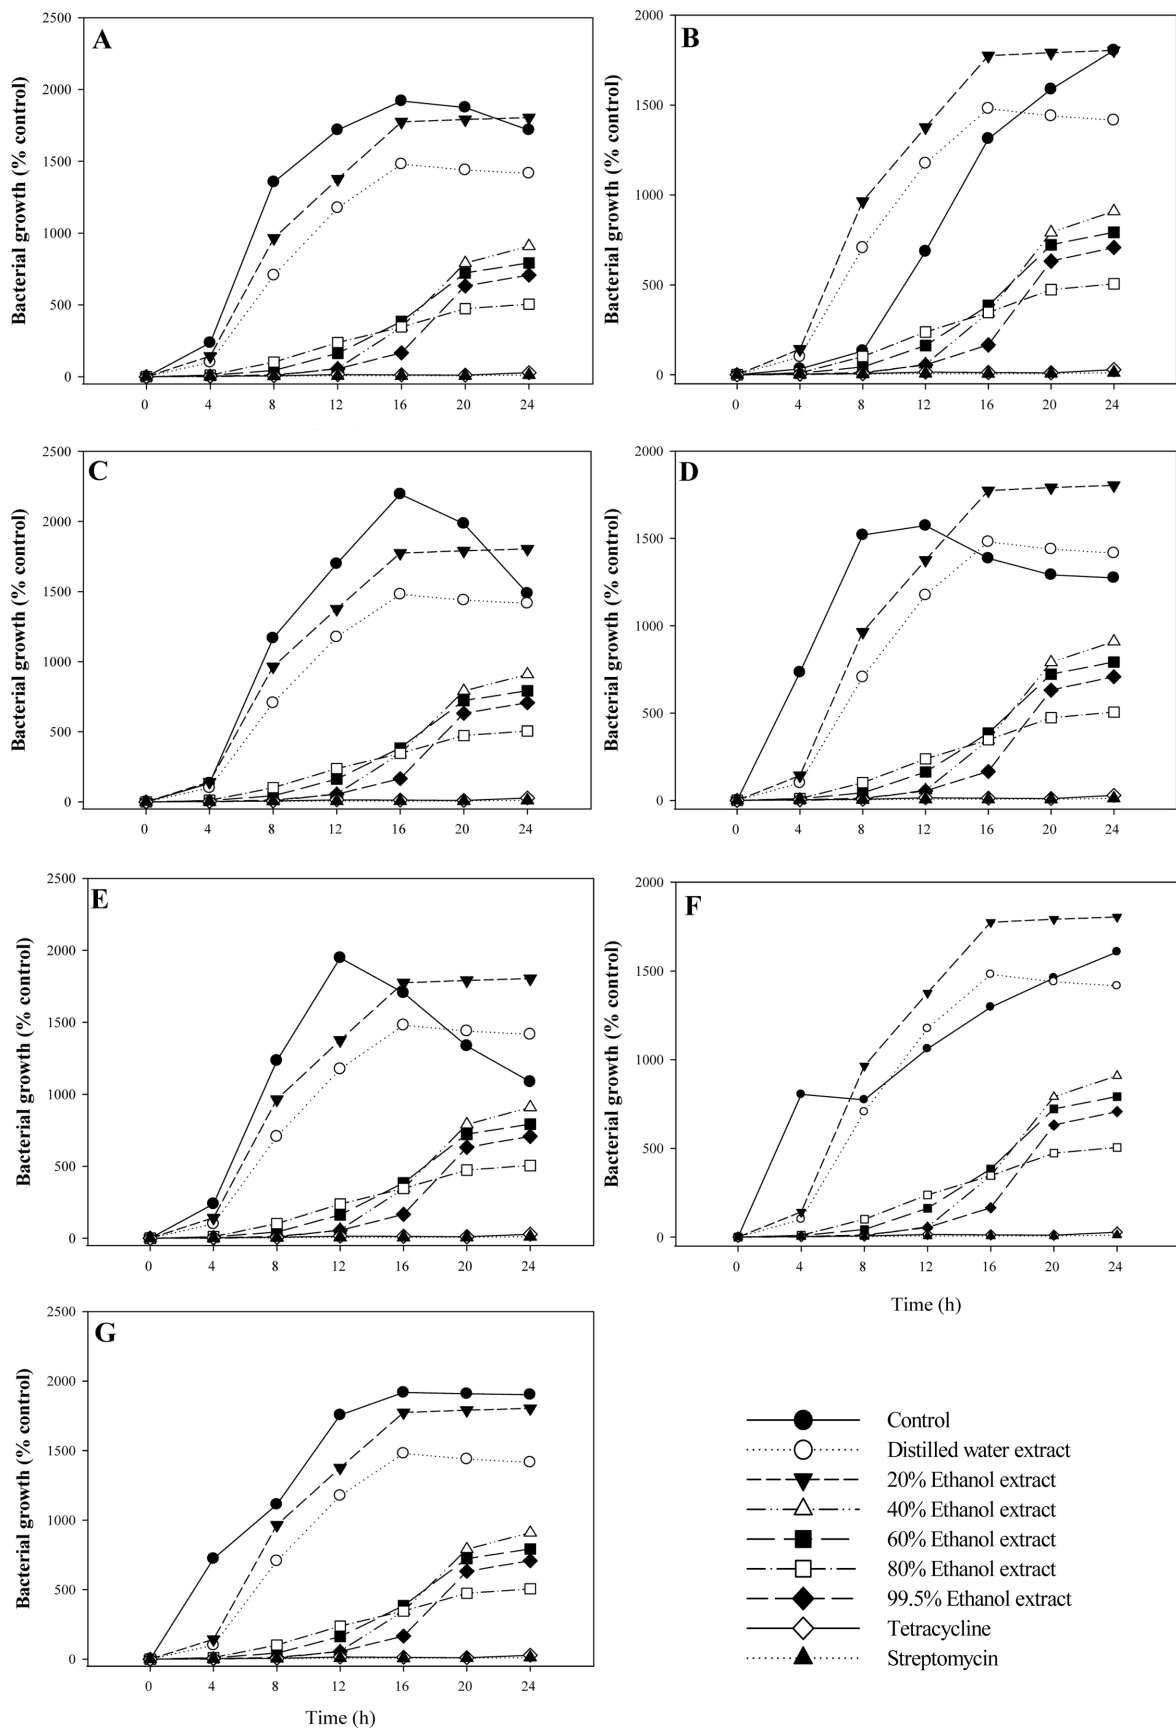 A
Bacterial growth (% control)
2500
2000
1500
1000
500
0
0 4 8 12 16 20 24
B
Bacterial growth (% control)
2000
1500
1000
500
0
0 4 8 12 16 20 24
C
Bacterial growth (% control)
2500
2000
1500
1000
500
0
0 4 8 12 16 20 24
D
Bacterial growth (% control)
2000
1500
1000
500
0
0 4 8 12 16 20 24
E
Bacterial growth (% control)
2500
2000
1500
1000
500
0
0 4 8 12 16 20 24
F
Bacterial growth (% control)
2000
1500
1000
500
0
0 4 8 12 16 20 24
Time (h)
G
Bacterial growth (% control)
2500
2000
1500
1000
500
0
0 4 8 12 16 20 24
Time (h)
Control
Distilled water extract
20% Ethanol extract
40% Ethanol extract
60% Ethanol extract
80% Ethanol extract
99.5% Ethanol extract
Tetracycline
Streptomycin